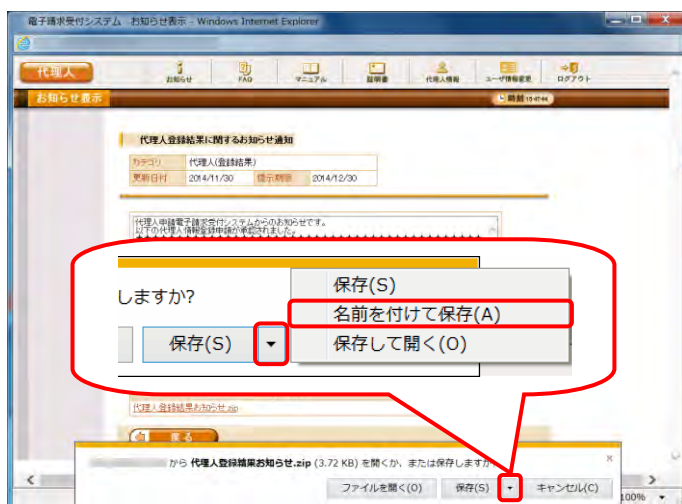 電子請求受付システム お知らせ表示 - Windows Internet Explorer
代理人
お知らせ
FAQ
マニュアル
証明書
代理人情報
ユーザ情報変更
ログアウト
お知らせ表示
時刻
代理人登録結果に関するお知らせ通知
カテゴリ 代理人(登録結果)
更新日付 2014/11/30 掲示期限 2014/12/30
代理人申請電子請求受付システムからのお知らせです。
以下の代理人情報登録申請が承認されました。
しますか?
保存(S)
保存(S)
名前を付けて保存(A)
保存して開く(O)
代理人登録結果お知らせ.zip
戻る
から 代理人登録結果お知らせ.zip (3.72 KB) を開くか、または保存しますか
ファイルを開く(O) 保存(S) キャンセル(C)
100%